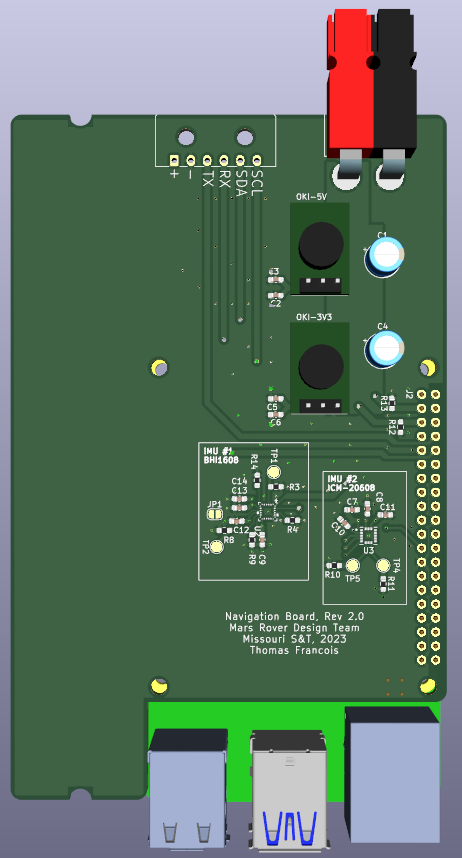 +
-
TX
RX
SDA
SCL
OKI-5V
C1
+
C3
C2
OKI-3V3
C4
+
C5
C6
J2
R13
R12
IMU #1
BHI1608
TP1
R14
R3
C14
C13
JP1
C12
R8
R4
TP2
R9
C9
IMU #2
ICM-20608
C8
C7
C11
C10
U3
R10
TP5
TP4
R11
Navigation Board, Rev 2.0
Mars Rover Design Team
Missouri S&T, 2023
Thomas Francois